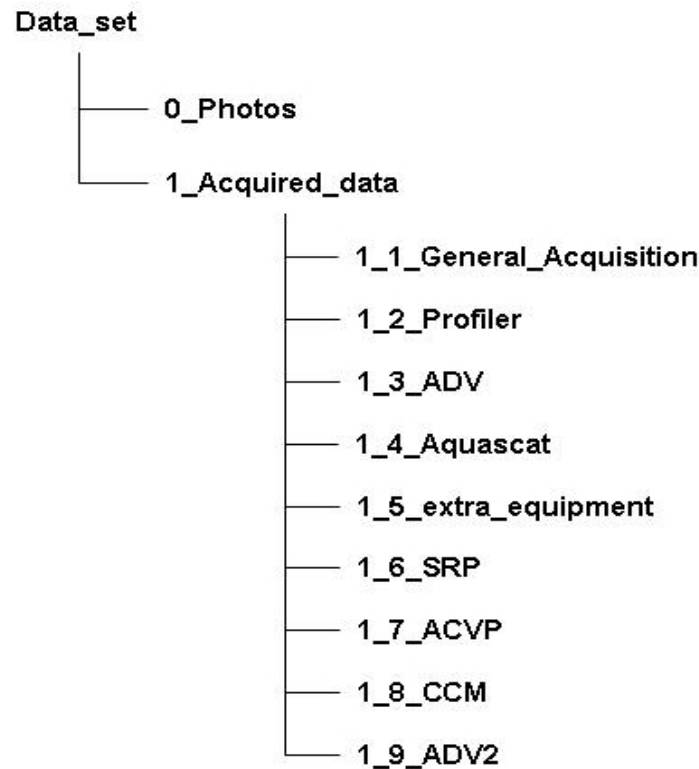 Data_set
0_Photos
1_Acquired_data
1_1_General_Acquisition
1_2_Profiler
1_3_ADV
1_4_Aquascat
1_5_extra_equipment
1_6_SRP
1_7_ACVP
1_8_CCM
1_9_ADV2